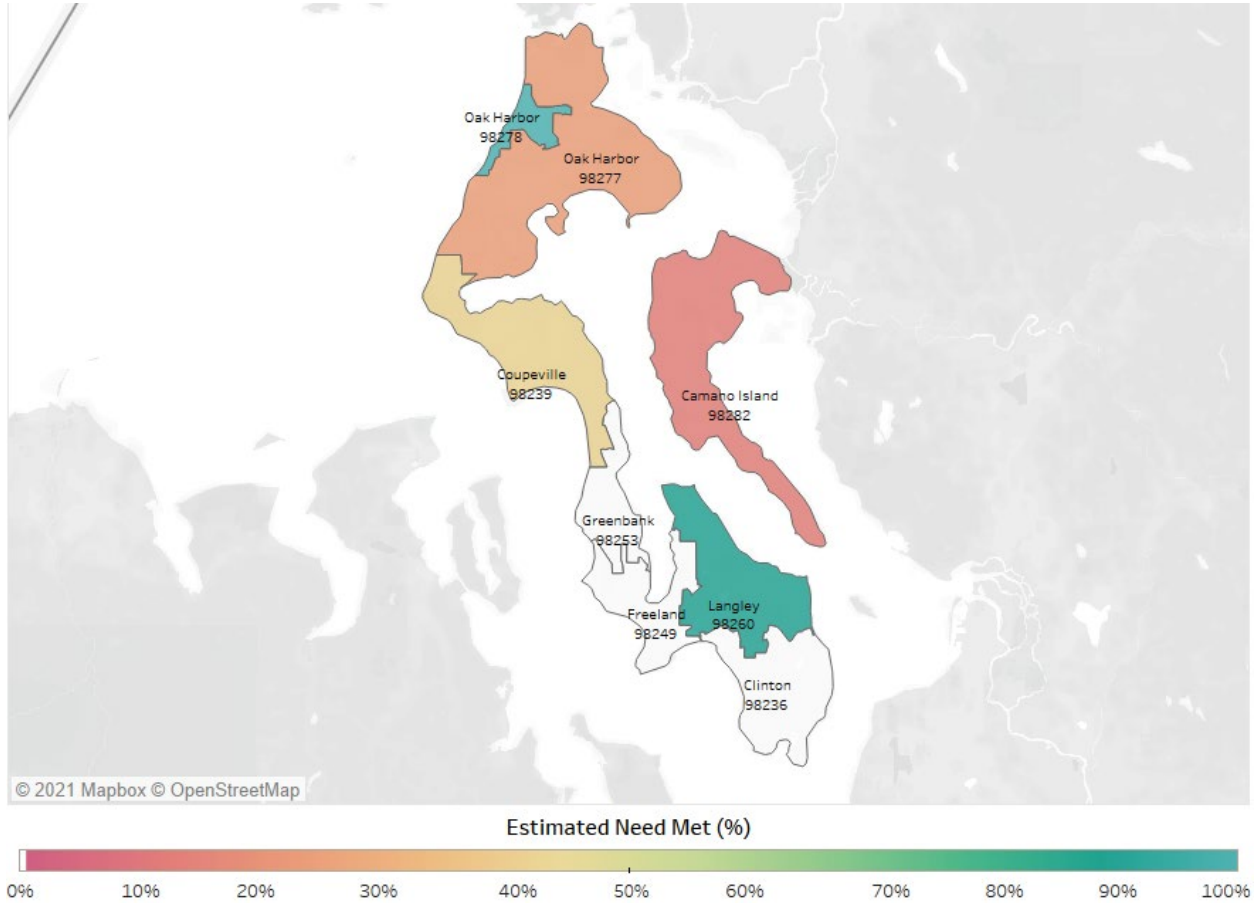 Oak Harbor
98278
Oak Harbor
98277
Coupeville
98239
Camano Island
98282
Greenbank
98253
Freeland
98249
Langley
98260
Clinton
98236
© 2021 Mapbox © OpenStreetMap
Estimated Need Met (%)
0% 10% 20% 30% 40% 50% 60% 70% 80% 90% 100%